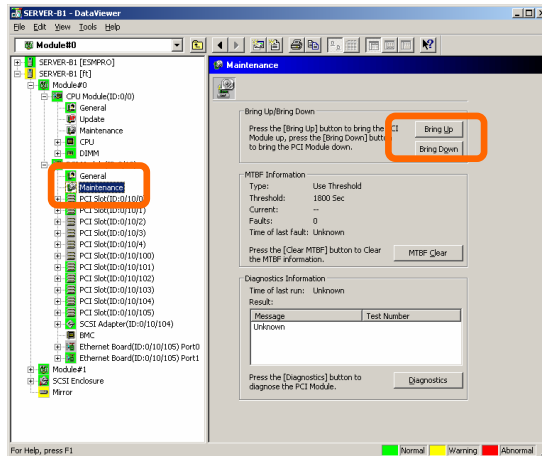 SERVER-B1 - DataViewer
File Edit View Tools Help
Module#0
SERVER-B1 [ESMPRO]
SERVER-B1 [ft]
Module#0
CPU Module(ID:0/0)
General
Update
Maintenance
CPU
DIMM
General
Maintenance
PCI Slot(ID:0/10/0)
PCI Slot(ID:0/10/1)
PCI Slot(ID:0/10/2)
PCI Slot(ID:0/10/3)
PCI Slot(ID:0/10/4)
PCI Slot(ID:0/10/100)
PCI Slot(ID:0/10/101)
PCI Slot(ID:0/10/102)
PCI Slot(ID:0/10/103)
PCI Slot(ID:0/10/104)
PCI Slot(ID:0/10/105)
SCSI Adapter(ID:0/10/104)
BMC
Ethernet Board(ID:0/10/105) Port0
Ethernet Board(ID:0/10/105) Port1
Module#1
SCSI Enclosure
Mirror
Maintenance
Bring Up/Bring Down
Press the [Bring Up] button to bring the PCI
Module up, press the [Bring Down] button
to bring the PCI Module down.
Bring Up
Bring Down
MTBF Information
Type: Use Threshold
Threshold: 1800 Sec
Current: --
Faults: 0
Time of last fault: Unknown
Press the [Clear MTBF] button to Clear
the MTBF information.
MTBF Clear
Diagnostics Information
Time of last run: Unknown
Result:
Message Test Number
Unknown
Press the [Diagnostics] button to
diagnose the PCI Module.
Diagnostics
For Help, press F1
Normal Warning Abnormal